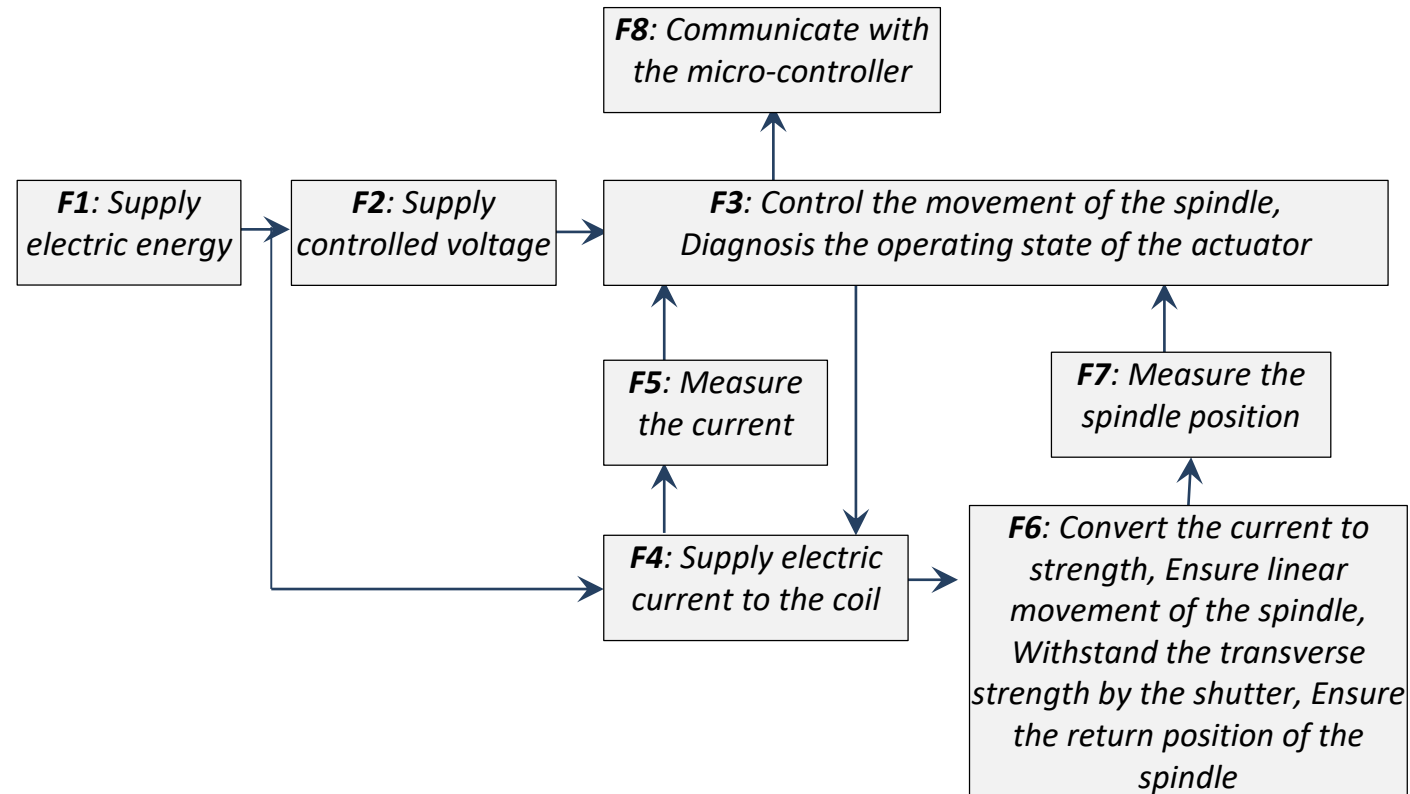 F8: Communicate with
the micro-controller
F1: Supply
electric energy
F2: Supply
controlled voltage
F3: Control the movement of the spindle,
Diagnosis the operating state of the actuator
F5: Measure
the current
F7: Measure the
spindle position
F4: Supply electric
current to the coil
F6: Convert the current to
strength, Ensure linear
movement of the spindle,
Withstand the transverse
strength by the shutter, Ensure
the return position of the
spindle